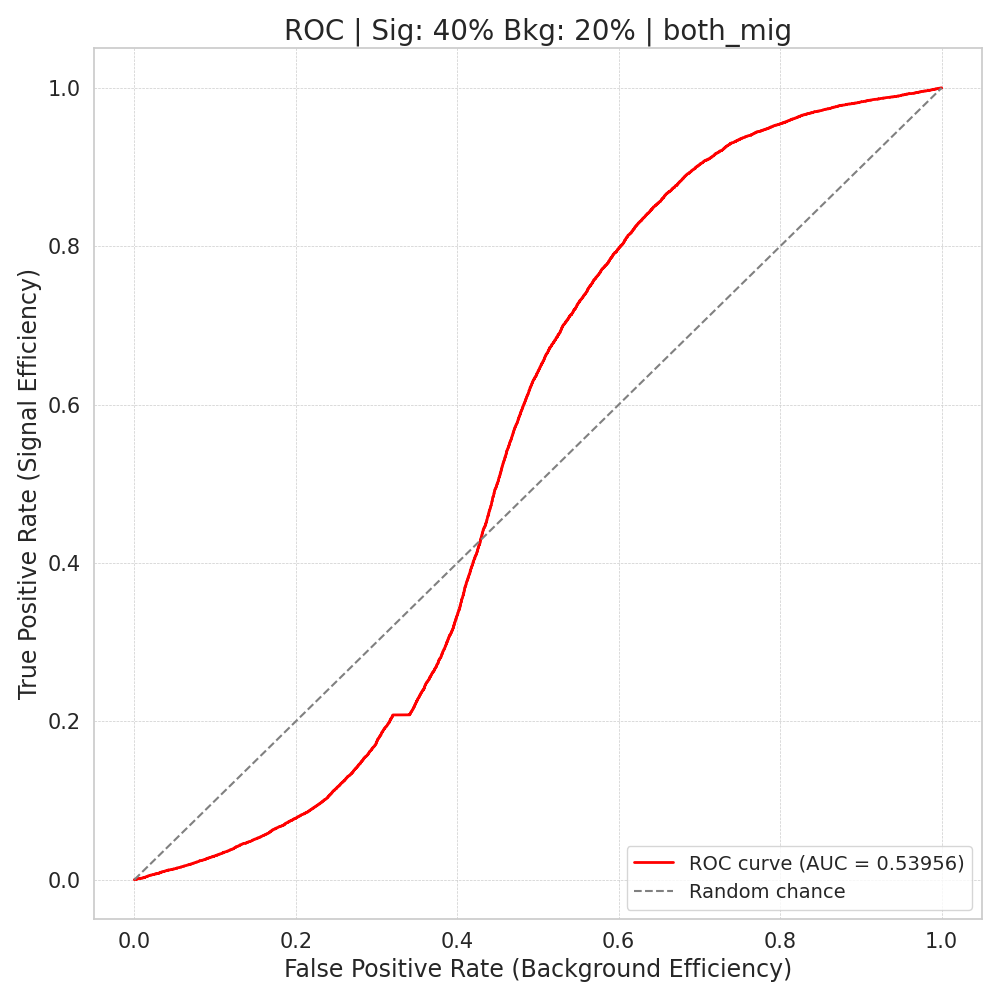 ROC | Sig: 40% Bkg: 20% | both_mig
True Positive Rate (Signal Efficiency)
1.0
0.8
0.6
0.4
0.2
0.0
ROC curve (AUC = 0.53956)
Random chance
0.0 0.2 0.4 0.6 0.8 1.0
False Positive Rate (Background Efficiency)